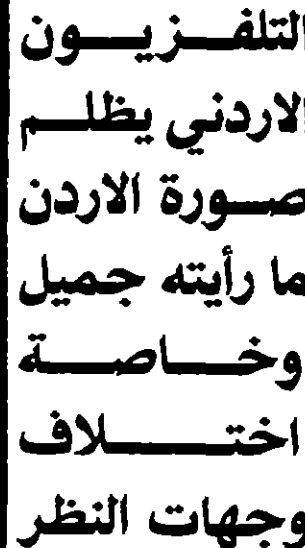 التلفزيون
الاردني يظلم
صورة الاردن
ما رأيته جميل
وخاصة
اختلاف
وجهات النظر